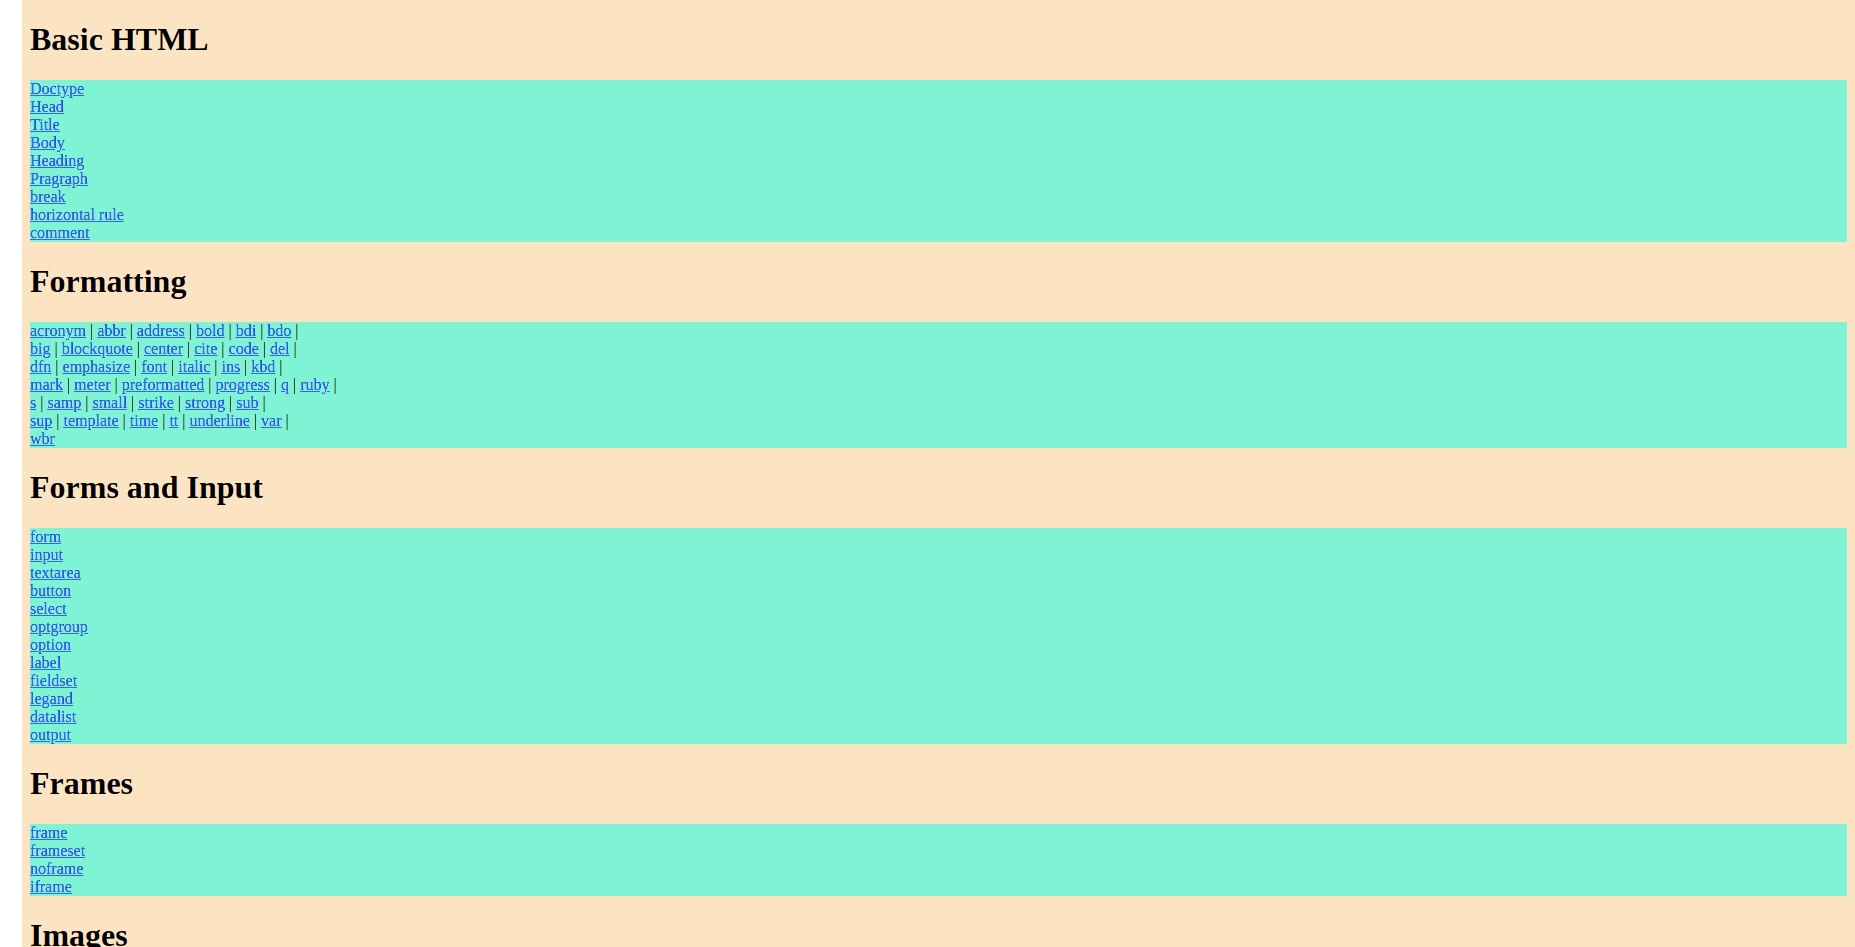 Basic HTML
Doctype
Head
Title
Body
Heading
Pragraph
break
horizontal rule
comment
Formatting
acronym | abbr | address | bold | bdi | bdo |
big | blockquote | center | cite | code | del |
dfn | emphasize | font | italic | ins | kbd |
mark | meter | preformatted | progress | q | ruby |
s | samp | small | strike | strong | sub |
sup | template | time | tt | underline | var |
wbr
Forms and Input
form
input
textarea
button
select
optgroup
option
label
fieldset
legand
datalist
output
Frames
frame
frameset
noframe
iframe
Images